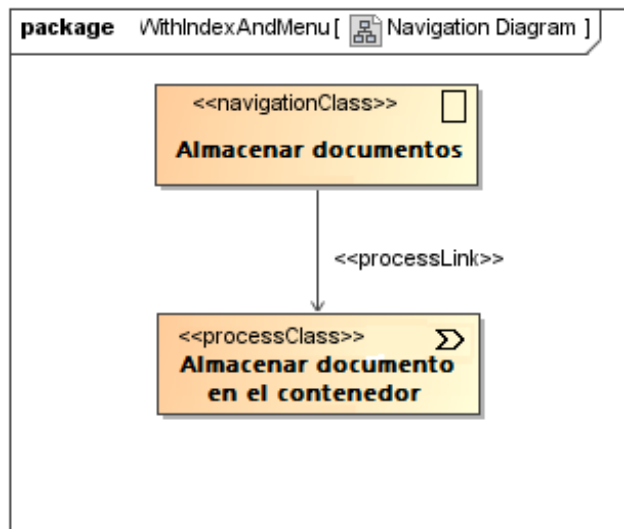 package WithIndexAndMenu[ Navigation Diagram ]
<<navigationClass>>
Almacenar documentos
<<processLink>>
<<processClass>>
Almacenar documento
en el contenedor